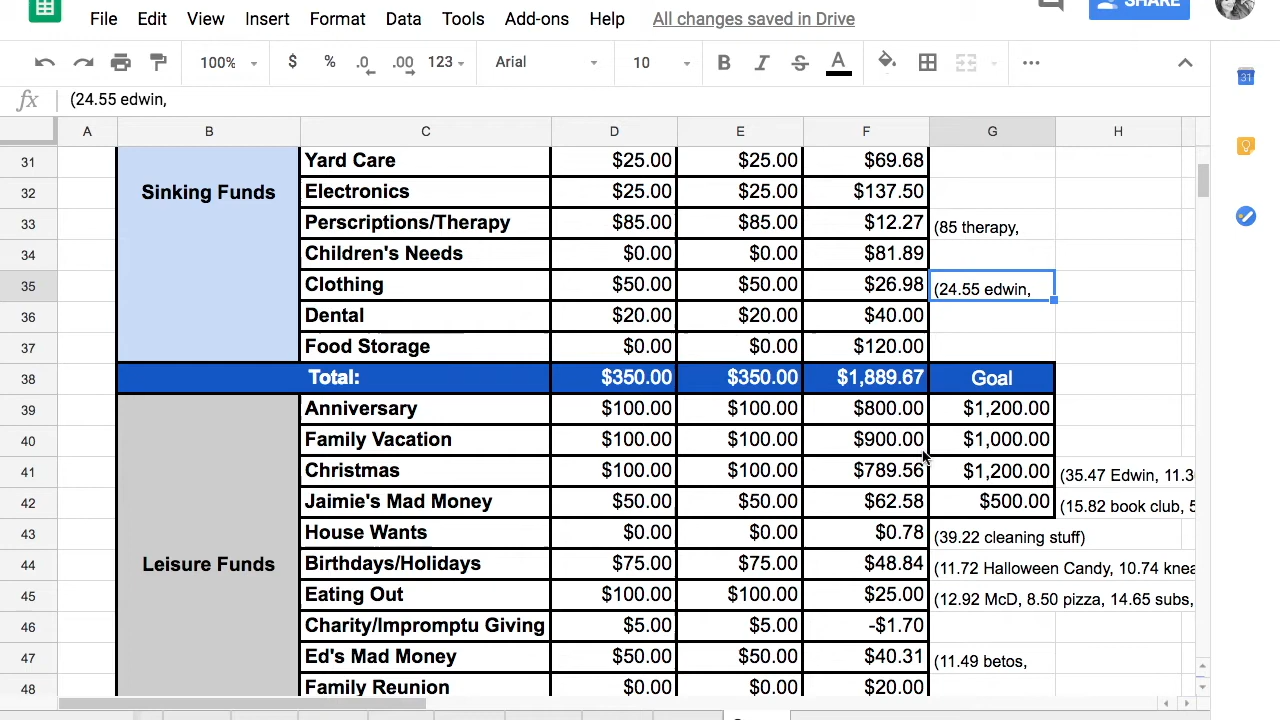 SHARE
File Edit View Insert Format Data Tools Add-ons Help All changes saved in Drive
100% $ % .0 .00 123 Arial 10 B I S A
31
fx (24.55 edwin,
A B C D E F G H
31 Yard Care $25.00 $25.00 $69.68
32 Sinking Funds Electronics $25.00 $25.00 $137.50
33 Perscriptions/Therapy $85.00 $85.00 $12.27 (85 therapy,
34 Children's Needs $0.00 $0.00 $81.89
35 Clothing $50.00 $50.00 $26.98 (24.55 edwin,
36 Dental $20.00 $20.00 $40.00
37 Food Storage $0.00 $0.00 $120.00
38 Total: $350.00 $350.00 $1,889.67 Goal
39 Anniversary $100.00 $100.00 $800.00 $1,200.00
40 Family Vacation $100.00 $100.00 $900.00 $1,000.00
41 Christmas $100.00 $100.00 $789.56 $1,200.00 (35.47 Edwin, 11.3
42 Jaimie's Mad Money $50.00 $50.00 $62.58 $500.00 (15.82 book club, 5
43 House Wants $0.00 $0.00 $0.78 (39.22 cleaning stuff)
44 Leisure Funds Birthdays/Holidays $75.00 $75.00 $48.84 (11.72 Halloween Candy, 10.74 knea
45 Eating Out $100.00 $100.00 $25.00 (12.92 McD, 8.50 pizza, 14.65 subs,
46 Charity/Impromptu Giving $5.00 $5.00 -$1.70
47 Ed's Mad Money $50.00 $50.00 $40.31 (11.49 betos,
48 Family Reunion $0.00 $0.00 $20.00